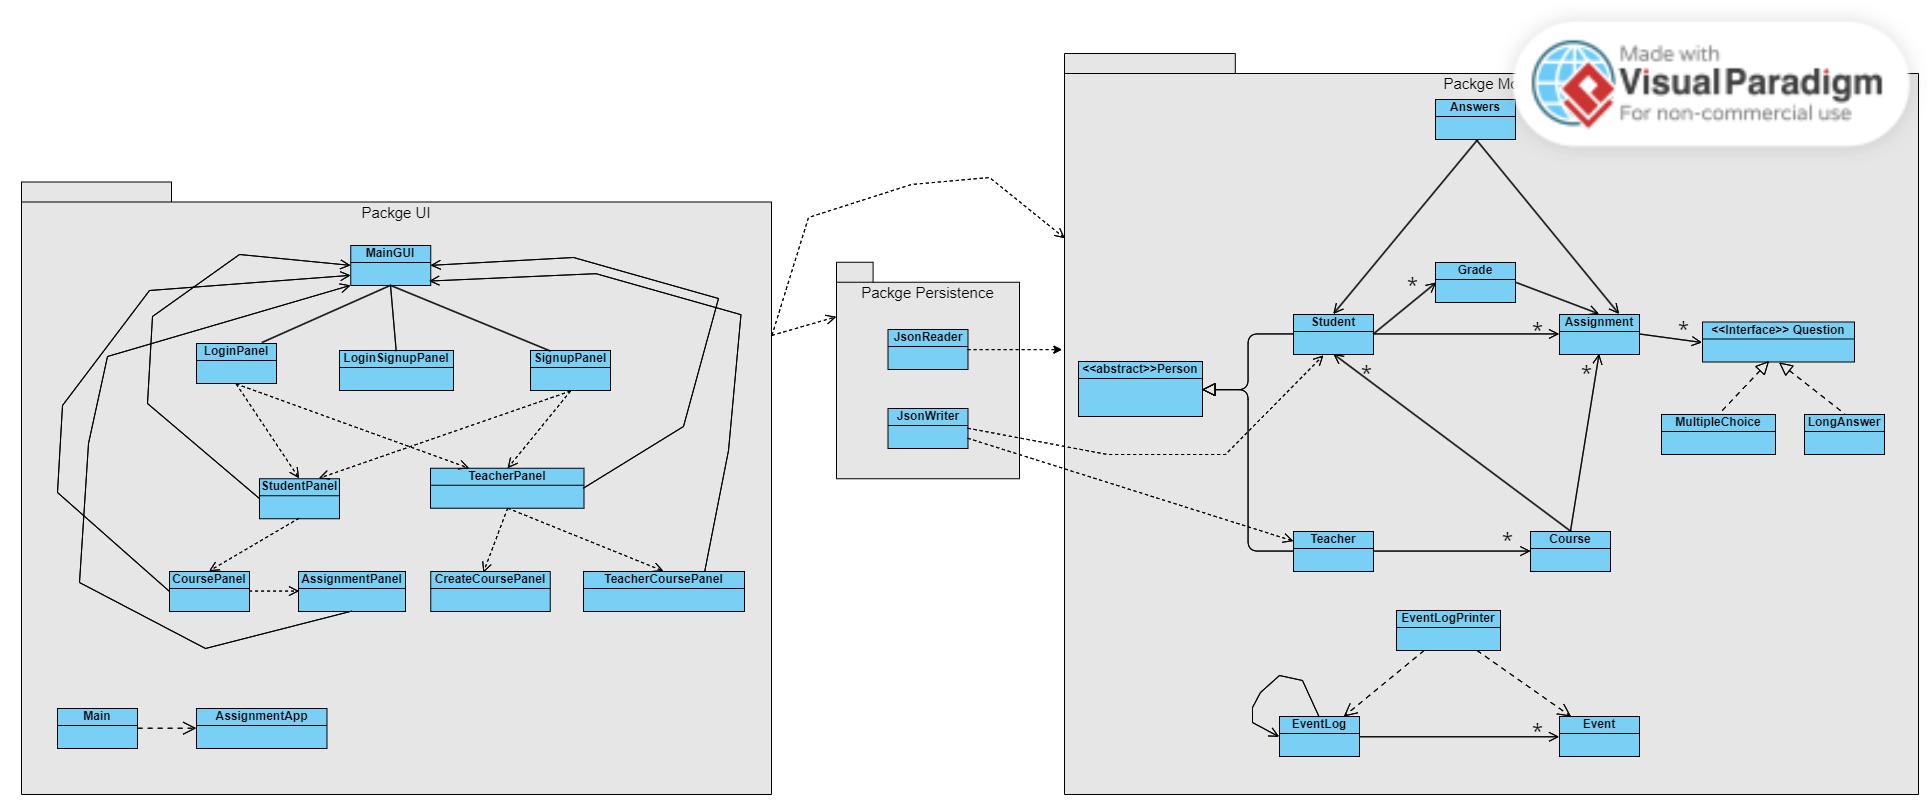 Made with
Visual Paradigm
For non-commercial use
Packge UI
MainGUI
LoginPanel
LoginSignupPanel
SignupPanel
StudentPanel
TeacherPanel
CoursePanel
AssignmentPanel
CreateCoursePanel
TeacherCoursePanel
Main
AssignmentApp
Packge Persistence
JsonReader
JsonWriter
Packge
Answers
Grade
*
Student
*
Assignment
*
<<Interface>> Question
<<abstract>>Person
*
*
MultipleChoice
LongAnswer
Teacher
*
Course
EventLogPrinter
EventLog
*
Event